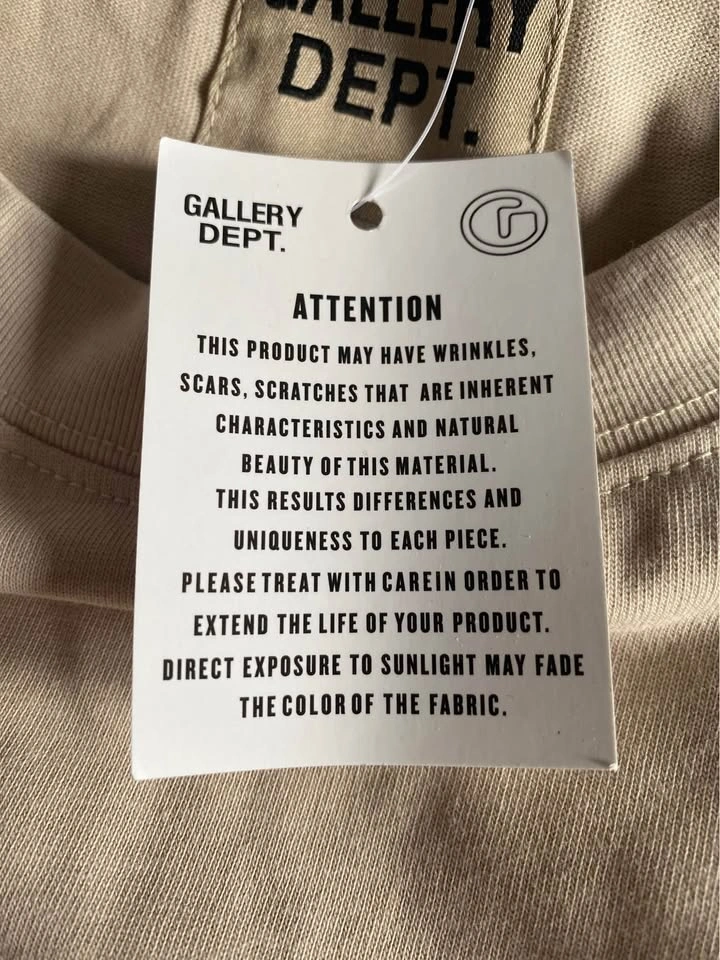 GALLERY
DEPT.
GALLERY
DEPT.
G
ATTENTION
THIS PRODUCT MAY HAVE WRINKLES,
SCARS, SCRATCHES THAT ARE INHERENT
CHARACTERISTICS AND NATURAL
BEAUTY OF THIS MATERIAL.
THIS RESULTS DIFFERENCES AND
UNIQUENESS TO EACH PIECE.
PLEASE TREAT WITH CAREIN ORDER TO
EXTEND THE LIFE OF YOUR PRODUCT.
DIRECT EXPOSURE TO SUNLIGHT MAY FADE
THE COLOR OF THE FABRIC.